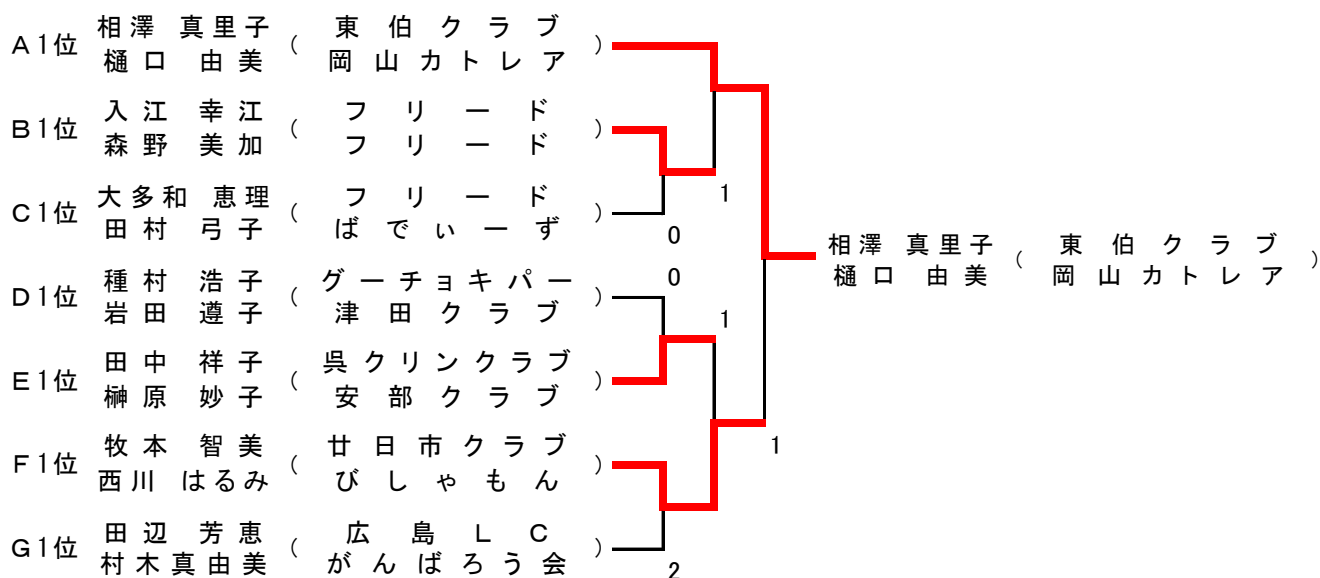 相澤 真里子 東伯クラブ
A1位 ( )
樋口 由美 岡山カトレア
入江 幸江 フリード
B1位 ( )
森野 美加 フリード
1
大多和 恵理 フリード
C1位 ( )
田村 弓子 ばでぃーず
0
相澤 真里子 東伯クラブ
( )
樋口 由美 岡山カトレア
0
種村 浩子 グーチョキパー
D1位 ( )
岩田 遵子 津田クラブ
1
田中 祥子 呉クリンクラブ
E1位 ( )
榊原 妙子 安部クラブ
1
牧本 智美 廿日市クラブ
F1位 ( )
西川 はるみ びしゃもん
田辺 芳恵 広島LC
G1位 ( )
村木真由美 がんばろう会
2